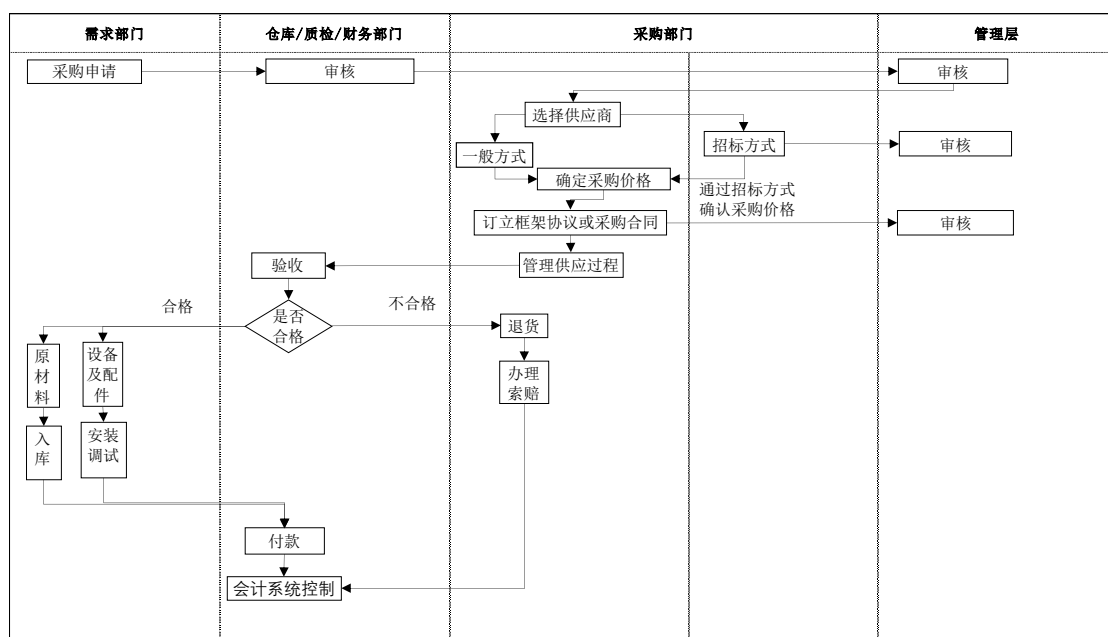 需求部门
仓库/质检/财务部门
采购部门
管理层
采购申请
审核
审核
选择供应商
一般方式
招标方式
审核
确定采购价格
通过招标方式
确认采购价格
订立框架协议或采购合同
审核
验收
管理供应过程
合格
是否
合格
不合格
退货
原
材
料
设备
及配
件
办理
索赔
入
库
安装
调试
付款
会计系统控制